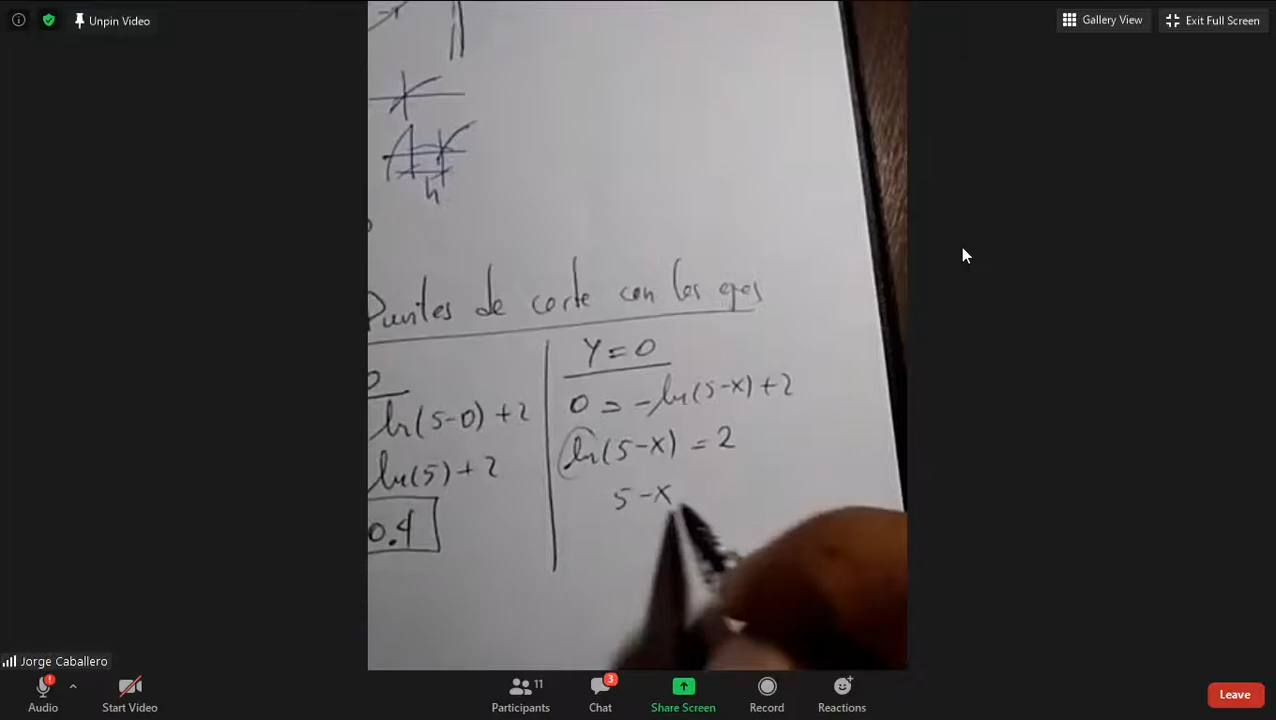 Unpin Video
Gallery View
Exit Full Screen
h
Puntos de corte con los ejes
0
ln(5-0)+2
ln(5)+2
0.4
Y=0
0=-ln(5-x)+2
ln(5-x)=2
5-x
Jorge Caballero
Audio
Start Video
11
Participants
3
Chat
Share Screen
Record
Reactions
Leave